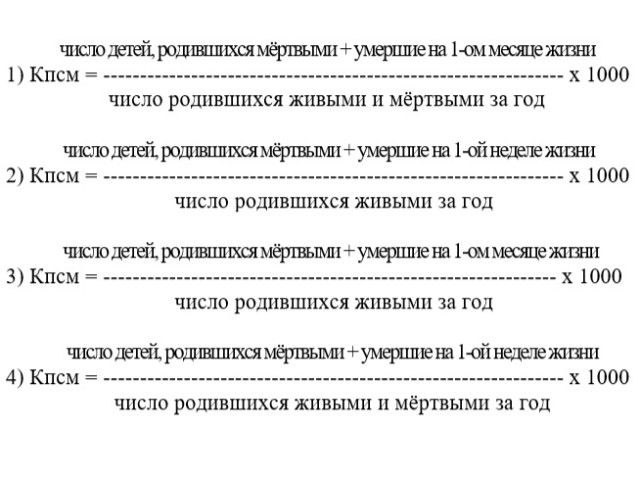 число детей, родившихся мёртвыми + умершие на 1-ом месяце жизни
1) Кпсм = --------------------------------------------------------------- х 1000
число родившихся живыми и мёртвыми за год
число детей, родившихся мёртвыми + умершие на 1-ой неделе жизни
2) Кпсм = --------------------------------------------------------------- х 1000
число родившихся живыми за год
число детей, родившихся мёртвыми + умершие на 1-ом месяце жизни
3) Кпсм = -------------------------------------------------------------- х 1000
число родившихся живыми за год
число детей, родившихся мёртвыми + умершие на 1-ой неделе жизни
4) Кпсм = --------------------------------------------------------------- х 1000
число родившихся живыми и мёртвыми за год